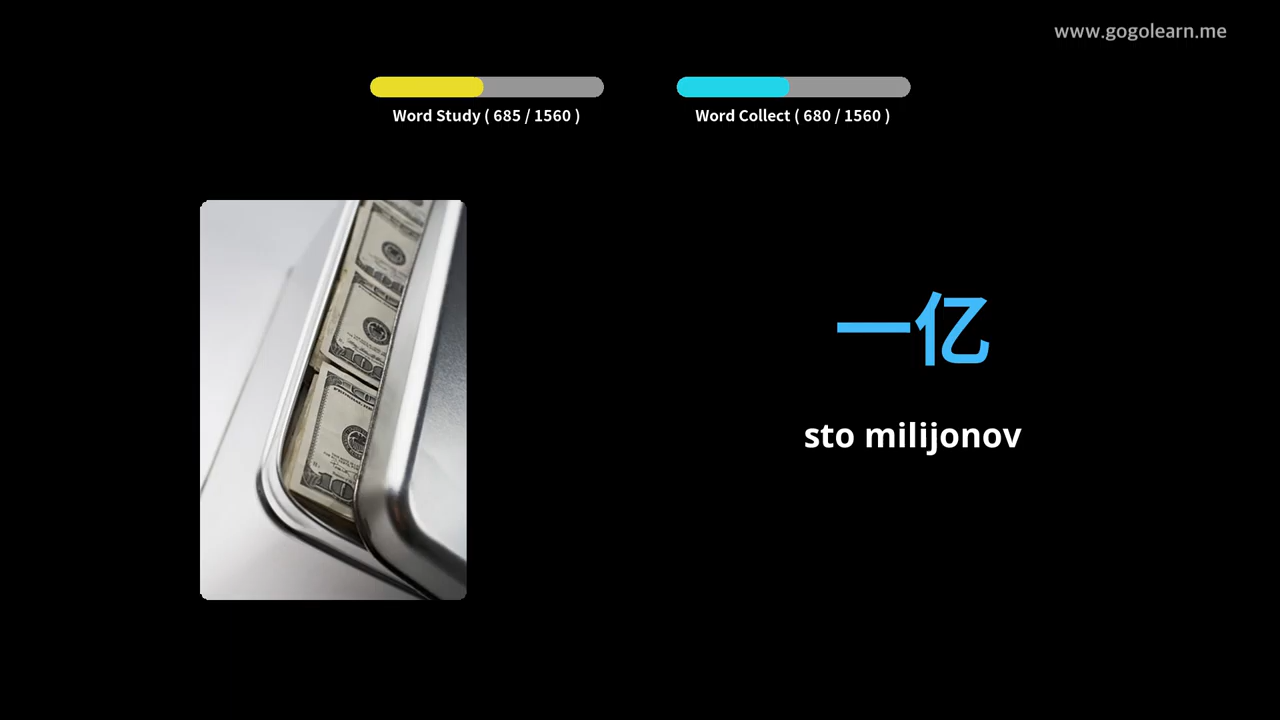 www.gogolearn.me
Word Study ( 685 / 1560 )
Word Collect ( 680 / 1560 )
一亿
sto milijonov